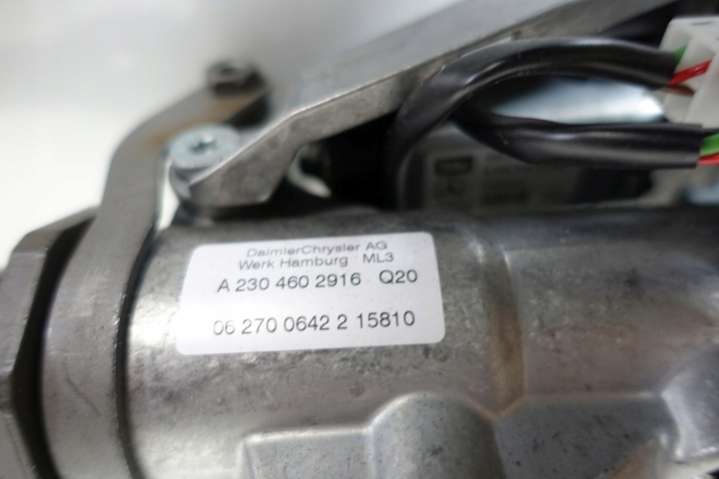 DaimlerChrysler AG
Werk Hamburg ML3
A 230 460 2916 Q20
06 270 0642 2 15810